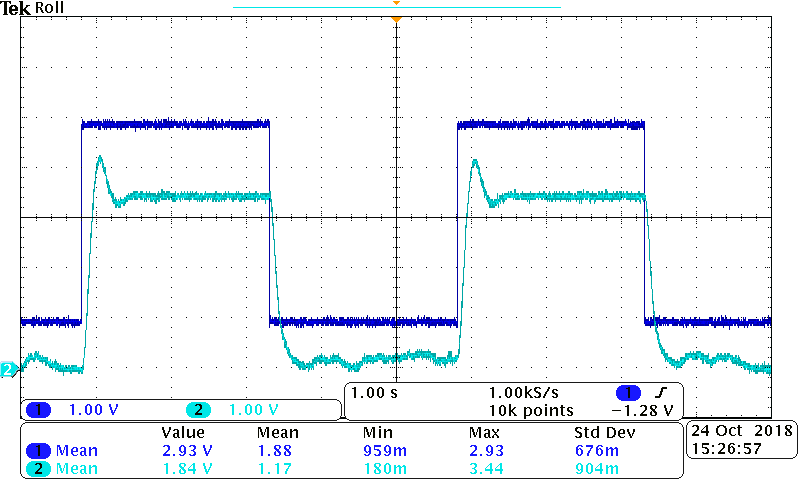 Tek Roll
2
1 1.00 V 2 1.00 V
1.00 s 1.00kS/s 1
10k points −1.28 V
Value Mean Min Max Std Dev
1 Mean 2.93 V 1.88 959m 2.93 676m
2 Mean 1.84 V 1.17 180m 3.44 904m
24 Oct 2018
15:26:57